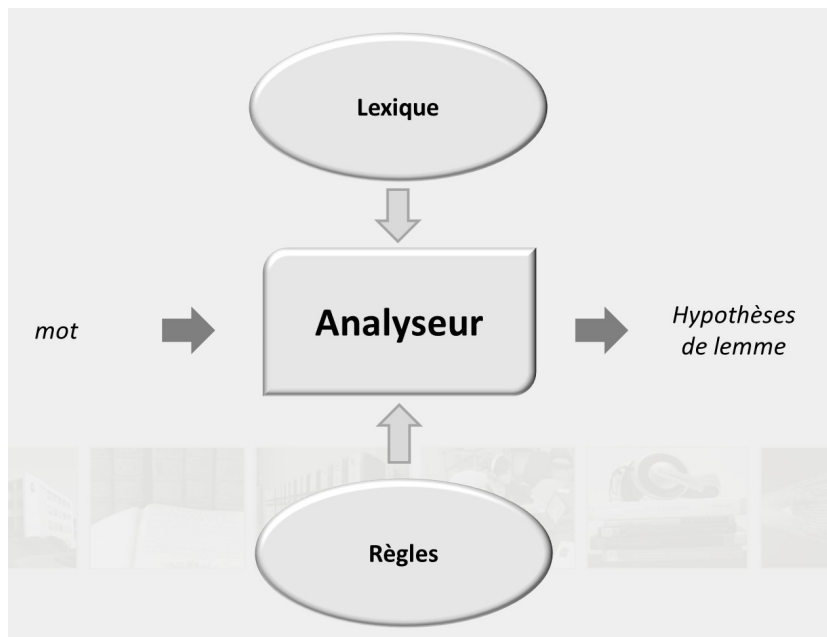 Lexique
mot
Analyseur
Hypothèses
de lemme
Règles